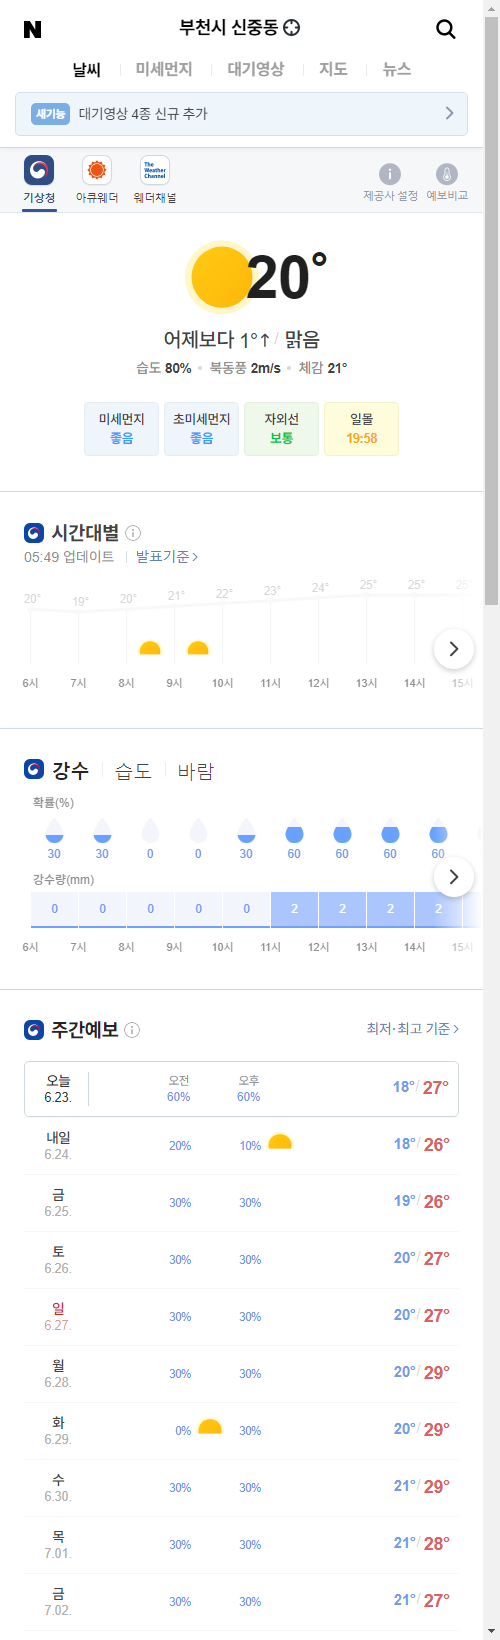 N
부천시 신중동
날씨 미세먼지 대기영상 지도 뉴스
새기능 대기영상 4종 신규 추가
The Weather Channel
기상청 아큐웨더 웨더채널 제공사 설정 예보비교
20°
어제보다 1°↑ / 맑음
습도 80% 북동풍 2m/s 체감 21°
미세먼지 초미세먼지 자외선 일몰
좋음 좋음 보통 19:58
시간대별
05:49 업데이트 발표기준
20° 19° 20° 21° 22° 23° 24° 25° 25° 25°
6시 7시 8시 9시 10시 11시 12시 13시 14시 15시
강수 습도 바람
확률(%)
30 30 0 0 30 60 60 60 60
강수량(mm)
0 0 0 0 0 2 2 2 2
6시 7시 8시 9시 10시 11시 12시 13시 14시 15시
주간예보 최저·최고 기준
오늘 오전 오후
6.23. 60% 60% 18°/27°
내일
6.24. 20% 10% 18°/26°
금
6.25. 30% 30% 19°/26°
토
6.26. 30% 30% 20°/27°
일
6.27. 30% 30% 20°/27°
월
6.28. 30% 30% 20°/29°
화
6.29. 0% 30% 20°/29°
수
6.30. 30% 30% 21°/29°
목
7.01. 30% 30% 21°/28°
금
7.02. 30% 30% 21°/27°